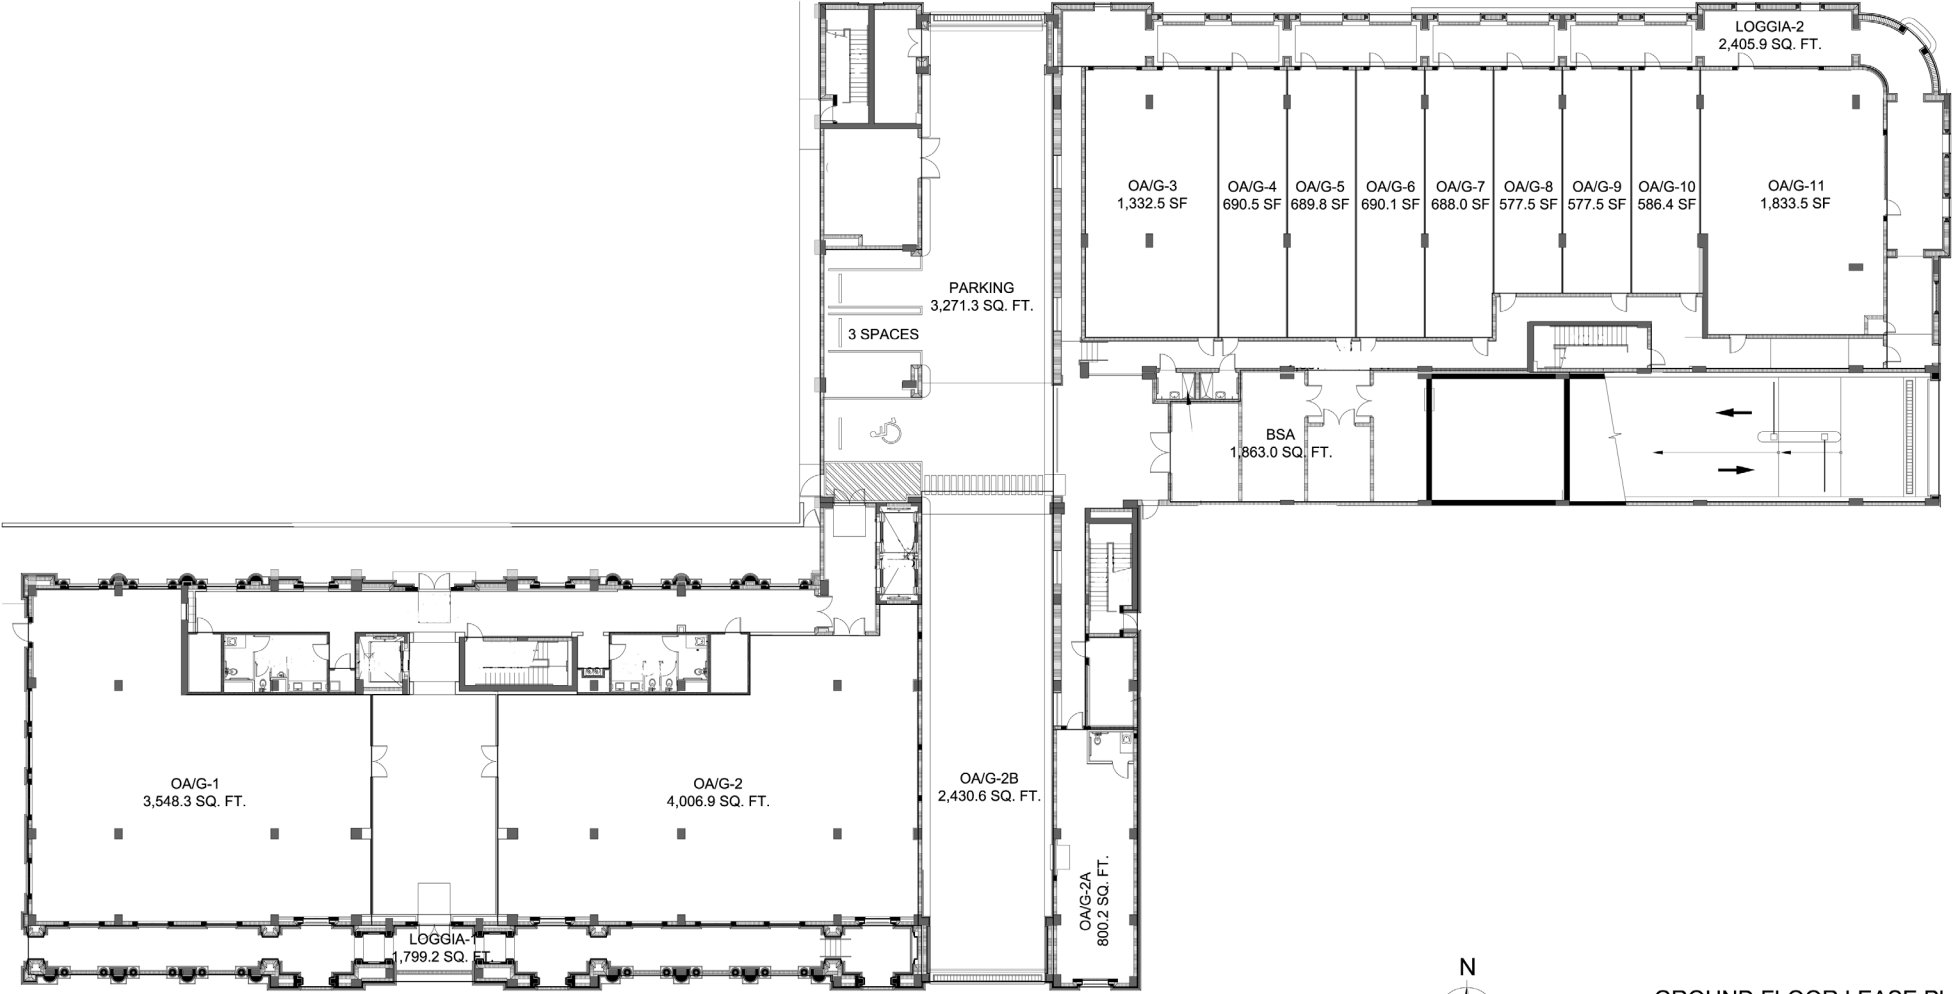 LOGGIA-2
2,405.9 SQ. FT.
OA/G-3
1,332.5 SF
OA/G-4
690.5 SF
OA/G-5
689.8 SF
OA/G-6
690.1 SF
OA/G-7
688.0 SF
OA/G-8
577.5 SF
OA/G-9
577.5 SF
OA/G-10
586.4 SF
OA/G-11
1,833.5 SF
PARKING
3,271.3 SQ. FT.
3 SPACES
BSA
1,863.0 SQ. FT.
OA/G-1
3,548.3 SQ. FT.
OA/G-2
4,006.9 SQ. FT.
OA/G-2B
2,430.6 SQ. FT.
OA/G-2A
800.2 SQ. FT.
LOGGIA-1
1,799.2 SQ. FT.
N
GROUND FLOOR LEASE